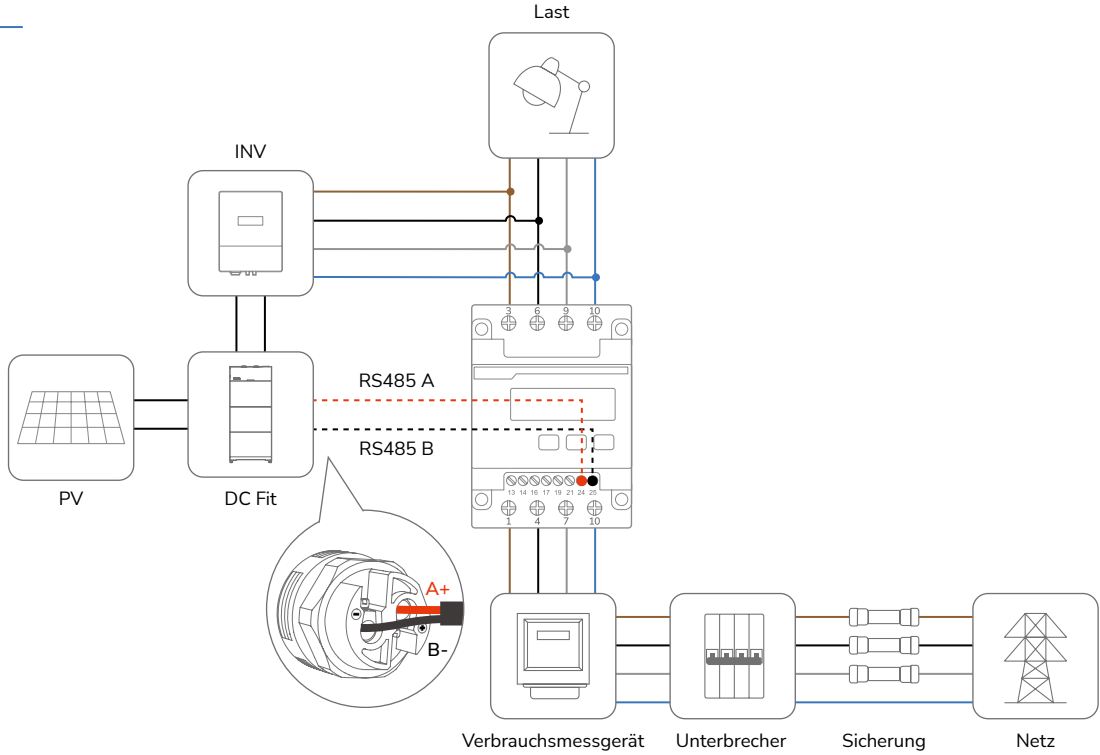 Last
INV
3 6 9 10
RS485 A
RS485 B
13 14 16 17 19 21 24 25
PV
DC Fit
1 4 7 10
A+
B-
Verbrauchsmessgerät
Unterbrecher
Sicherung
Netz